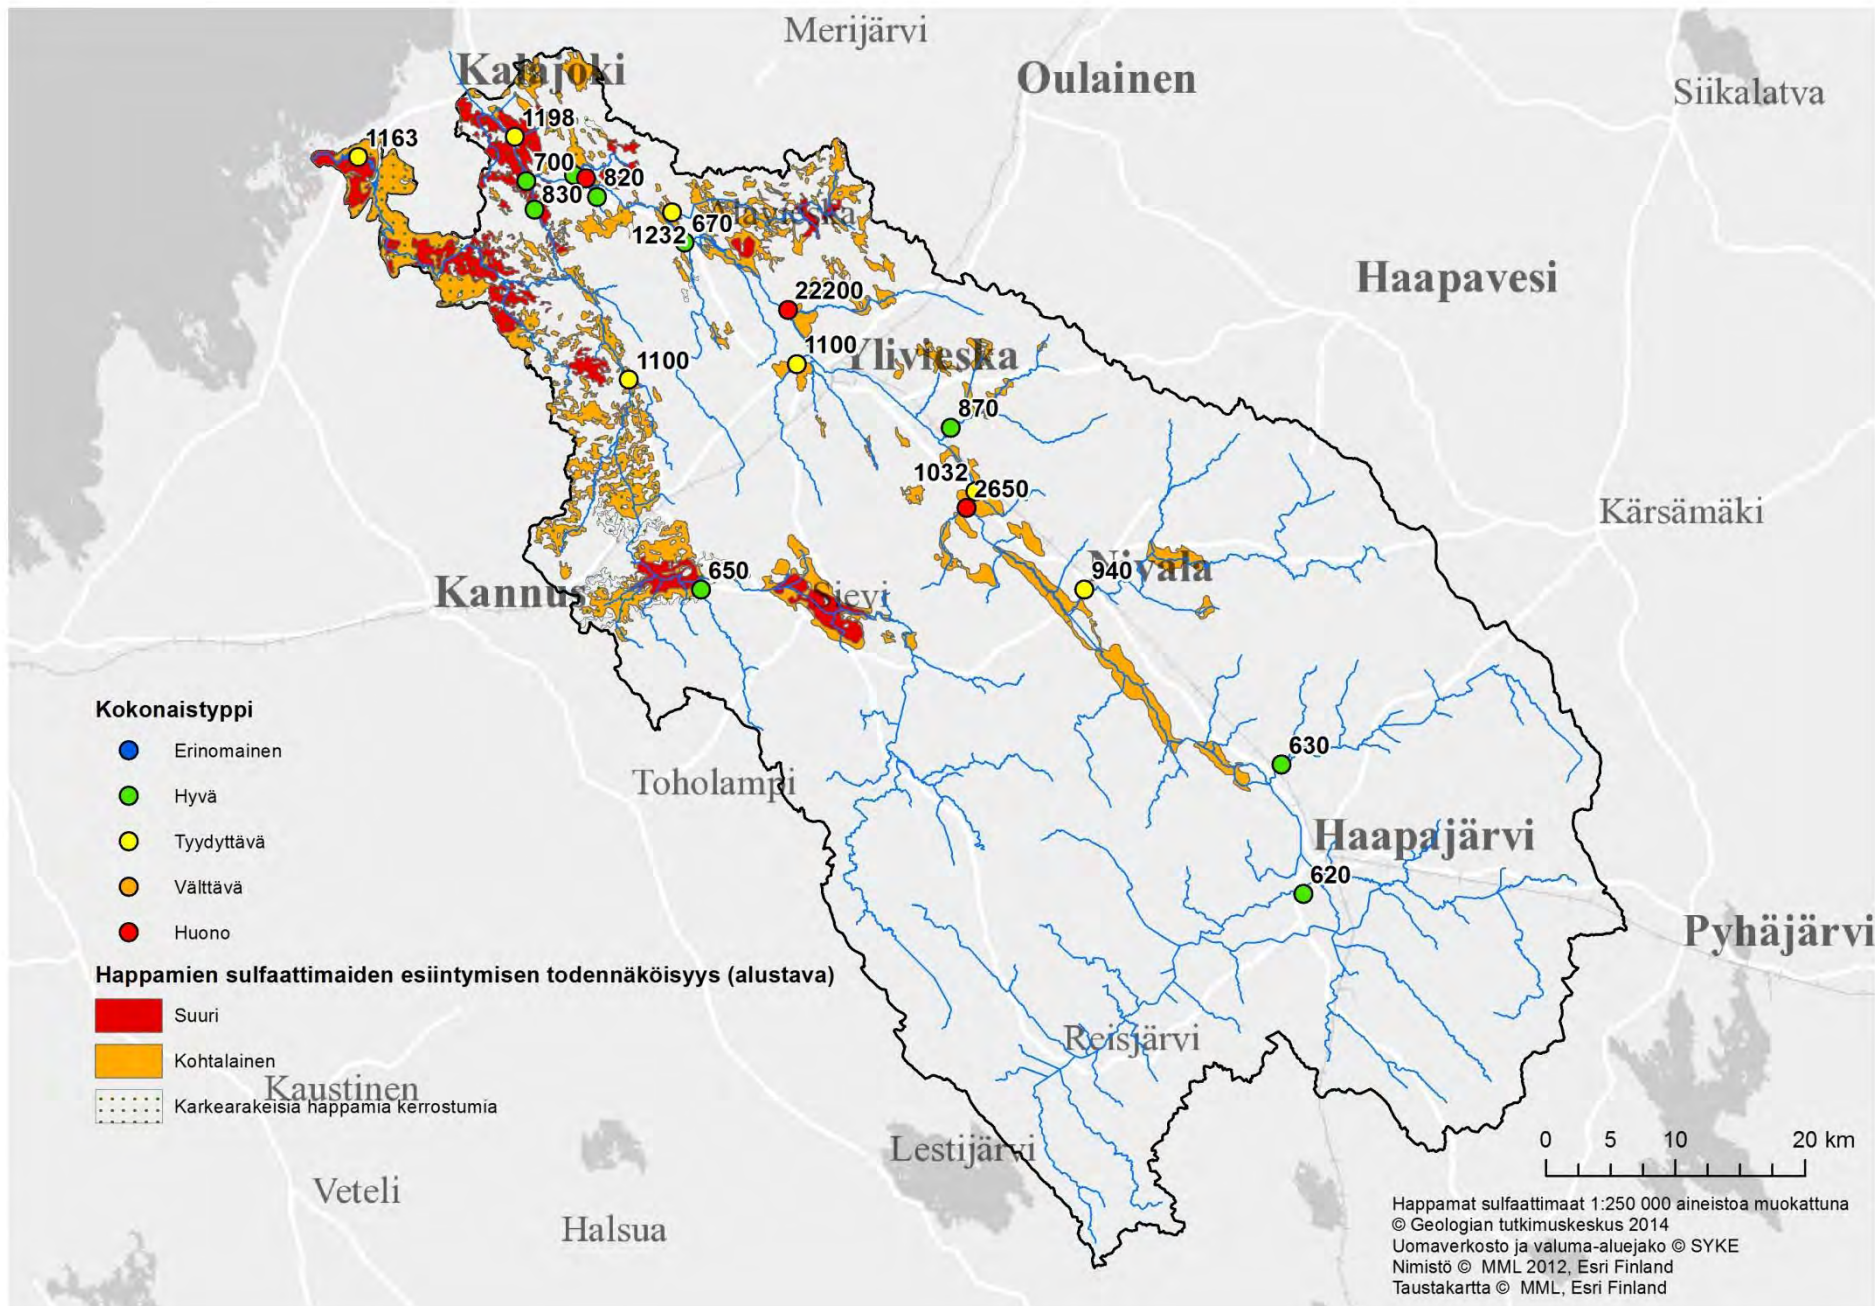 Merijärvi
Kalajoki
Oulainen
Siikalatva
1163
1198
700
820
830
Alavieska
670
1232
Haapavesi
22200
1100
Ylivieska
1100
870
1032
2650
Kärsämäki
Nivala
940
650
Kannus
Sievi
Kokonaistyppi
Erinomainen
Hyvä
Tyydyttävä
Välttävä
Huono
Toholampi
630
Haapajärvi
620
Pyhäjärvi
Happamien sulfaattimaiden esiintymisen todennäköisyys (alustava)
Suuri
Kohtalainen
Karkearakeisia happamia kerrostumia
Kaustinen
Reisjärvi
Lestijärvi
Veteli
Halsua
0 5 10 20 km
Happamat sulfaattimaat 1:250 000 aineistoa muokattuna
© Geologian tutkimuskeskus 2014
Uomaverkosto ja valuma-aluejako © SYKE
Nimistö © MML 2012, Esri Finland
Taustakartta © MML, Esri Finland